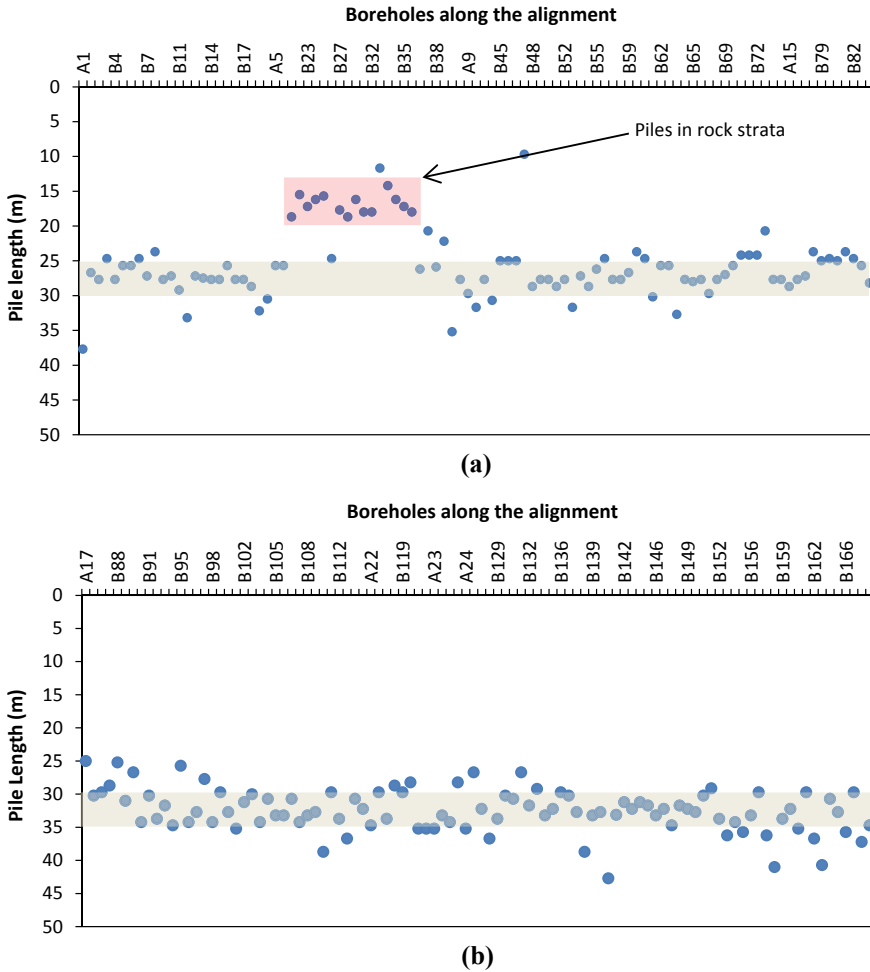 Boreholes along the alignment
A1 B4 B7 B11 B14 B17 A5 B23 B27 B32 B35 B38 A9 B45 B48 B52 B55 B59 B62 B65 B69 B72 A15 B79 B82
0
5
10
15
20
25
30
35
40
45
50
Pile length (m)
Piles in rock strata
(a)
Boreholes along the alignment
A17 B88 B91 B95 B98 B102 B105 B108 B112 A22 B119 A23 A24 B129 B132 B136 B139 B142 B146 B149 B152 B156 B159 B162 B166
0
5
10
15
20
25
30
35
40
45
50
Pile Length (m)
(b)